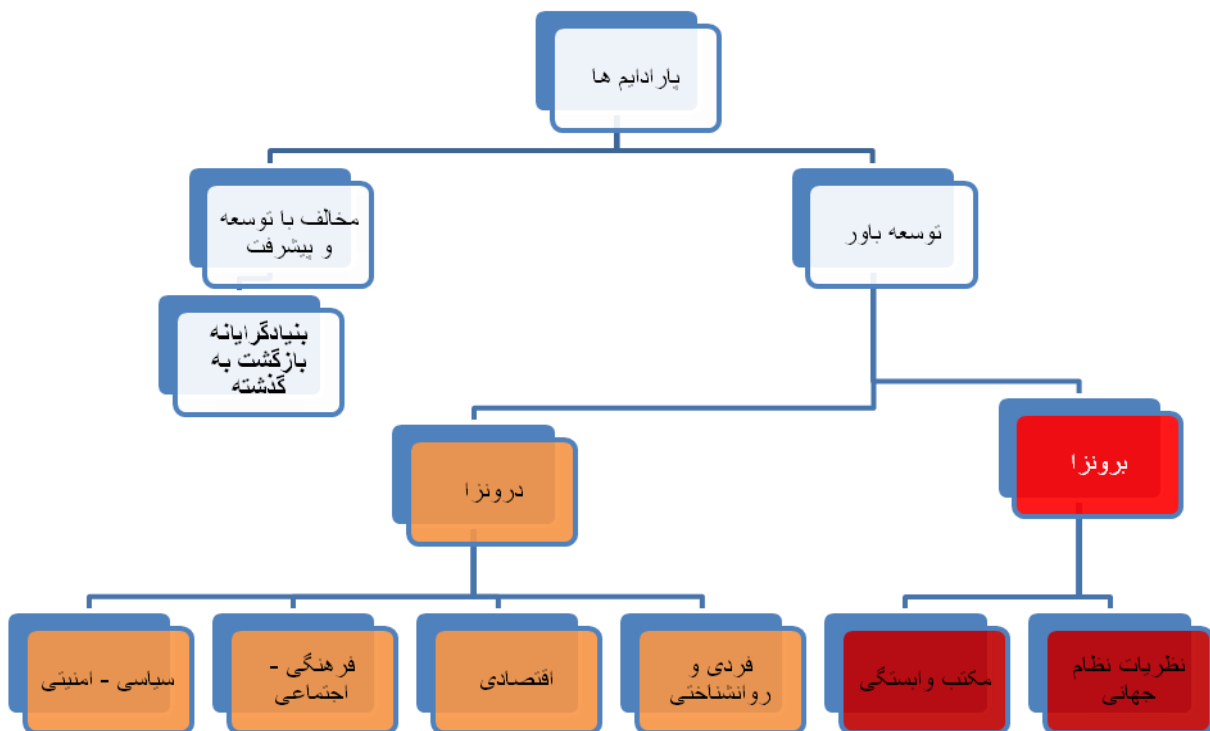 پارادایم ها
توسعه باور
مخالف با توسعه
و پیشرفت
بنیادگرایانه
بازگشت به
گذشته
برونزا
درونزا
نظریات نظام
جهانی
مکتب وابستگی
فردی و
روانشناختی
اقتصادی
فرهنگی -
اجتماعی
سیاسی - امنیتی